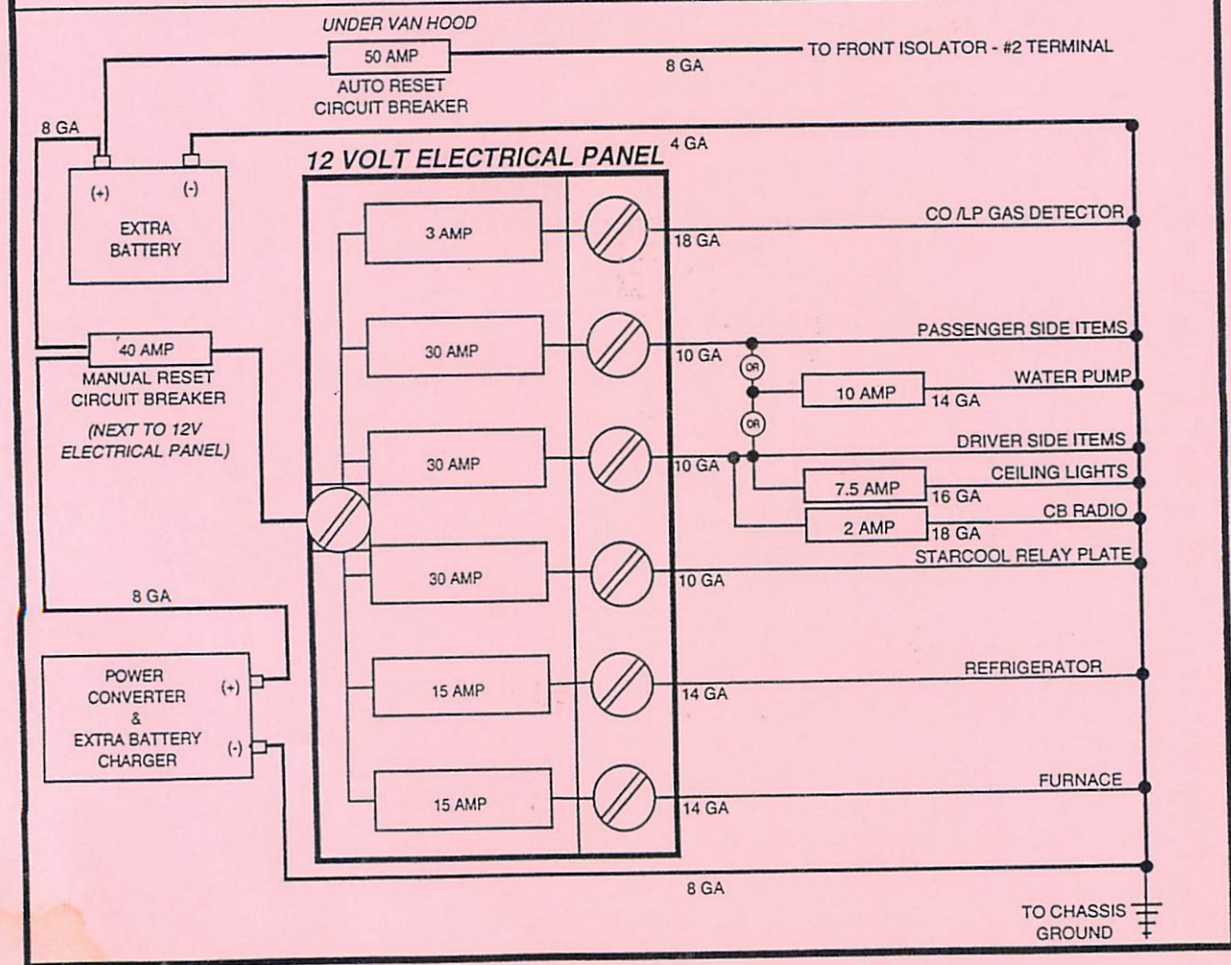 UNDER VAN HOOD
50 AMP
TO FRONT ISOLATOR - #2 TERMINAL
8 GA
AUTO RESET
CIRCUIT BREAKER
8 GA
4 GA
12 VOLT ELECTRICAL PANEL
(+)
(-)
EXTRA
BATTERY
3 AMP
18 GA
CO /LP GAS DETECTOR
40 AMP
MANUAL RESET
CIRCUIT BREAKER
(NEXT TO 12V
ELECTRICAL PANEL)
30 AMP
10 GA
PASSENGER SIDE ITEMS
OR
10 AMP
WATER PUMP
14 GA
OR
30 AMP
10 GA
DRIVER SIDE ITEMS
7.5 AMP
CEILING LIGHTS
16 GA
2 AMP
CB RADIO
18 GA
30 AMP
10 GA
STARCOOL RELAY PLATE
8 GA
POWER
CONVERTER
&
EXTRA BATTERY
CHARGER
(+)
(-)
15 AMP
14 GA
REFRIGERATOR
15 AMP
14 GA
FURNACE
8 GA
TO CHASSIS
GROUND